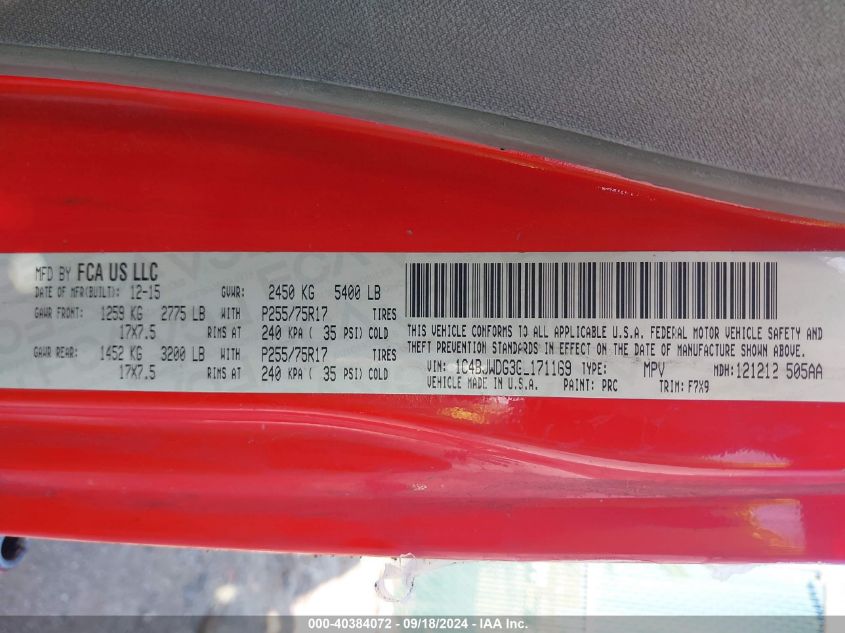 MFD BY FCA US LLC
DATE OF MFR(BUILT): 12-15 GVWR: 2450 KG 5400 LB
GAWR FRONT: 1259 KG 2775 LB WITH P255/75R17 TIRES
17X7.5 RIMS AT 240 KPA ( 35 PSI) COLD
GAWR REAR: 1452 KG 3200 LB WITH P255/75R17 TIRES
17X7.5 RIMS AT 240 KPA ( 35 PSI) COLD
THIS VEHICLE CONFORMS TO ALL APPLICABLE U.S.A. FEDERAL MOTOR VEHICLE SAFETY AND
THEFT PREVENTION STANDARDS IN EFFECT ON THE DATE OF MANUFACTURE SHOWN ABOVE.
VIN: 1C4BJWDG3G_171169 TYPE: MPV MDH: 121212 505AA
VEHICLE MADE IN U.S.A. PAINT: PRC TRIM: F7X9
000-40384072 - 09/18/2024 - IAA Inc.